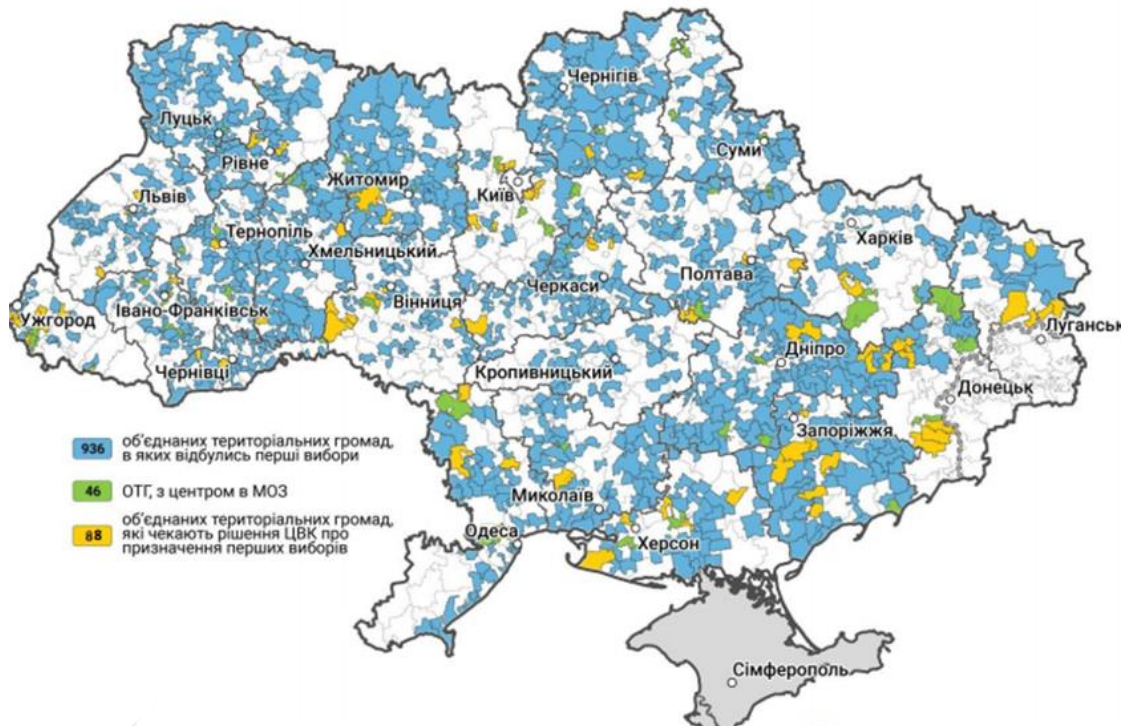 Чернігів
Луцьк
Суми
Рівне
Житомир
Київ
Львів
Тернопіль
Харків
Хмельницький
Полтава
Черкаси
Вінниця
Івано-Франківськ
Ужгород
Луганськ
Дніпро
Чернівці
Кропивницький
Донецьк
Запоріжжя
936 об'єднаних територіальних громад,
в яких відбулись перші вибори
46 ОТГ, з центром в МОЗ
88 об'єднаних територіальних громад,
які чекають рішення ЦВК про
призначення перших виборів
Миколаїв
Одеса
Херсон
Сімферополь